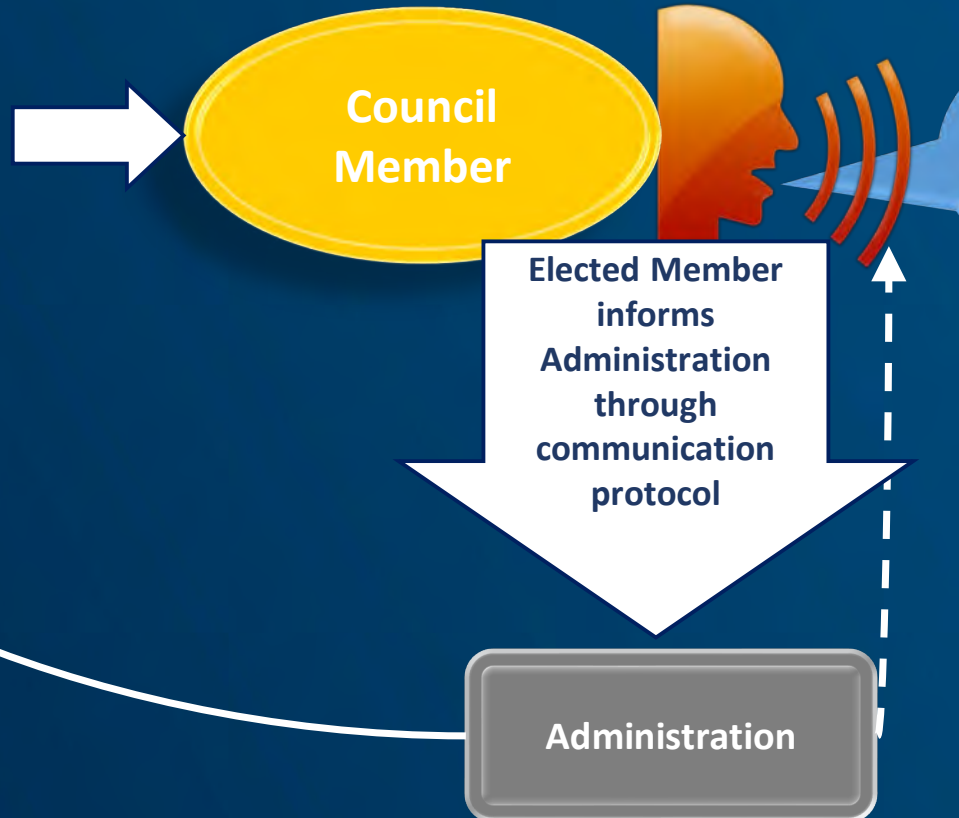 Council
Member
Elected Member
informs
Administration
through
communication
protocol
Administration